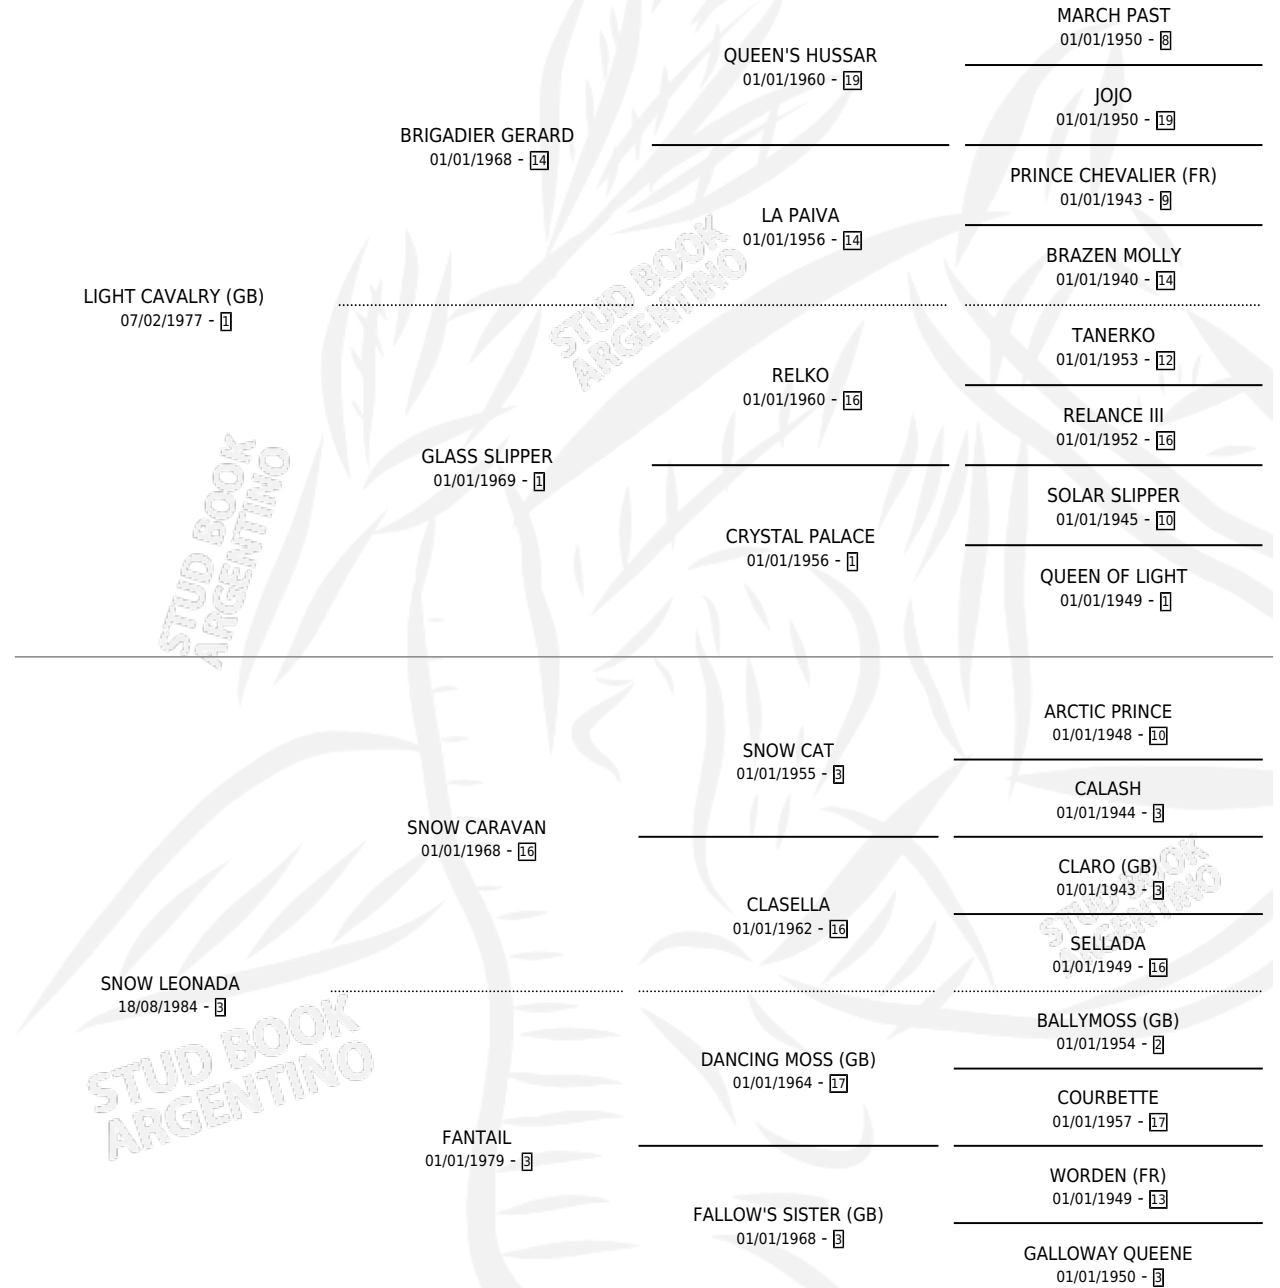 MARCH PAST
01/01/1950 - 8
QUEEN'S HUSSAR
01/01/1960 - 19
JOJO
01/01/1950 - 19
BRIGADIER GERARD
01/01/1968 - 14
PRINCE CHEVALIER (FR)
01/01/1943 - 9
LA PAIVA
01/01/1956 - 14
BRAZEN MOLLY
01/01/1940 - 14
STUD BOOK
ARGENTINO
LIGHT CAVALRY (GB)
07/02/1977 - 1
TANERKO
01/01/1953 - 12
RELKO
01/01/1960 - 16
RELANCE III
01/01/1952 - 16
GLASS SLIPPER
01/01/1969 - 1
SOLAR SLIPPER
01/01/1945 - 10
CRYSTAL PALACE
01/01/1956 - 1
QUEEN OF LIGHT
01/01/1949 - 1
STUD BOOK
ARGENTINO
ARCTIC PRINCE
01/01/1948 - 10
SNOW CAT
01/01/1955 - 3
CALASH
01/01/1944 - 3
SNOW CARAVAN
01/01/1968 - 16
CLARO (GB)
01/01/1943 - 3
CLASELLA
01/01/1962 - 16
SELLADA
01/01/1949 - 16
STUD BOOK
ARGENTINO
SNOW LEONADA
18/08/1984 - 3
BALLYMOSS (GB)
01/01/1954 - 2
DANCING MOSS (GB)
01/01/1964 - 17
COURBETTE
01/01/1957 - 17
STUD BOOK
ARGENTINO
FANTAIL
01/01/1979 - 3
WORDEN (FR)
01/01/1949 - 13
FALLOW'S SISTER (GB)
01/01/1968 - 3
GALLOWAY QUEENE
01/01/1950 - 3